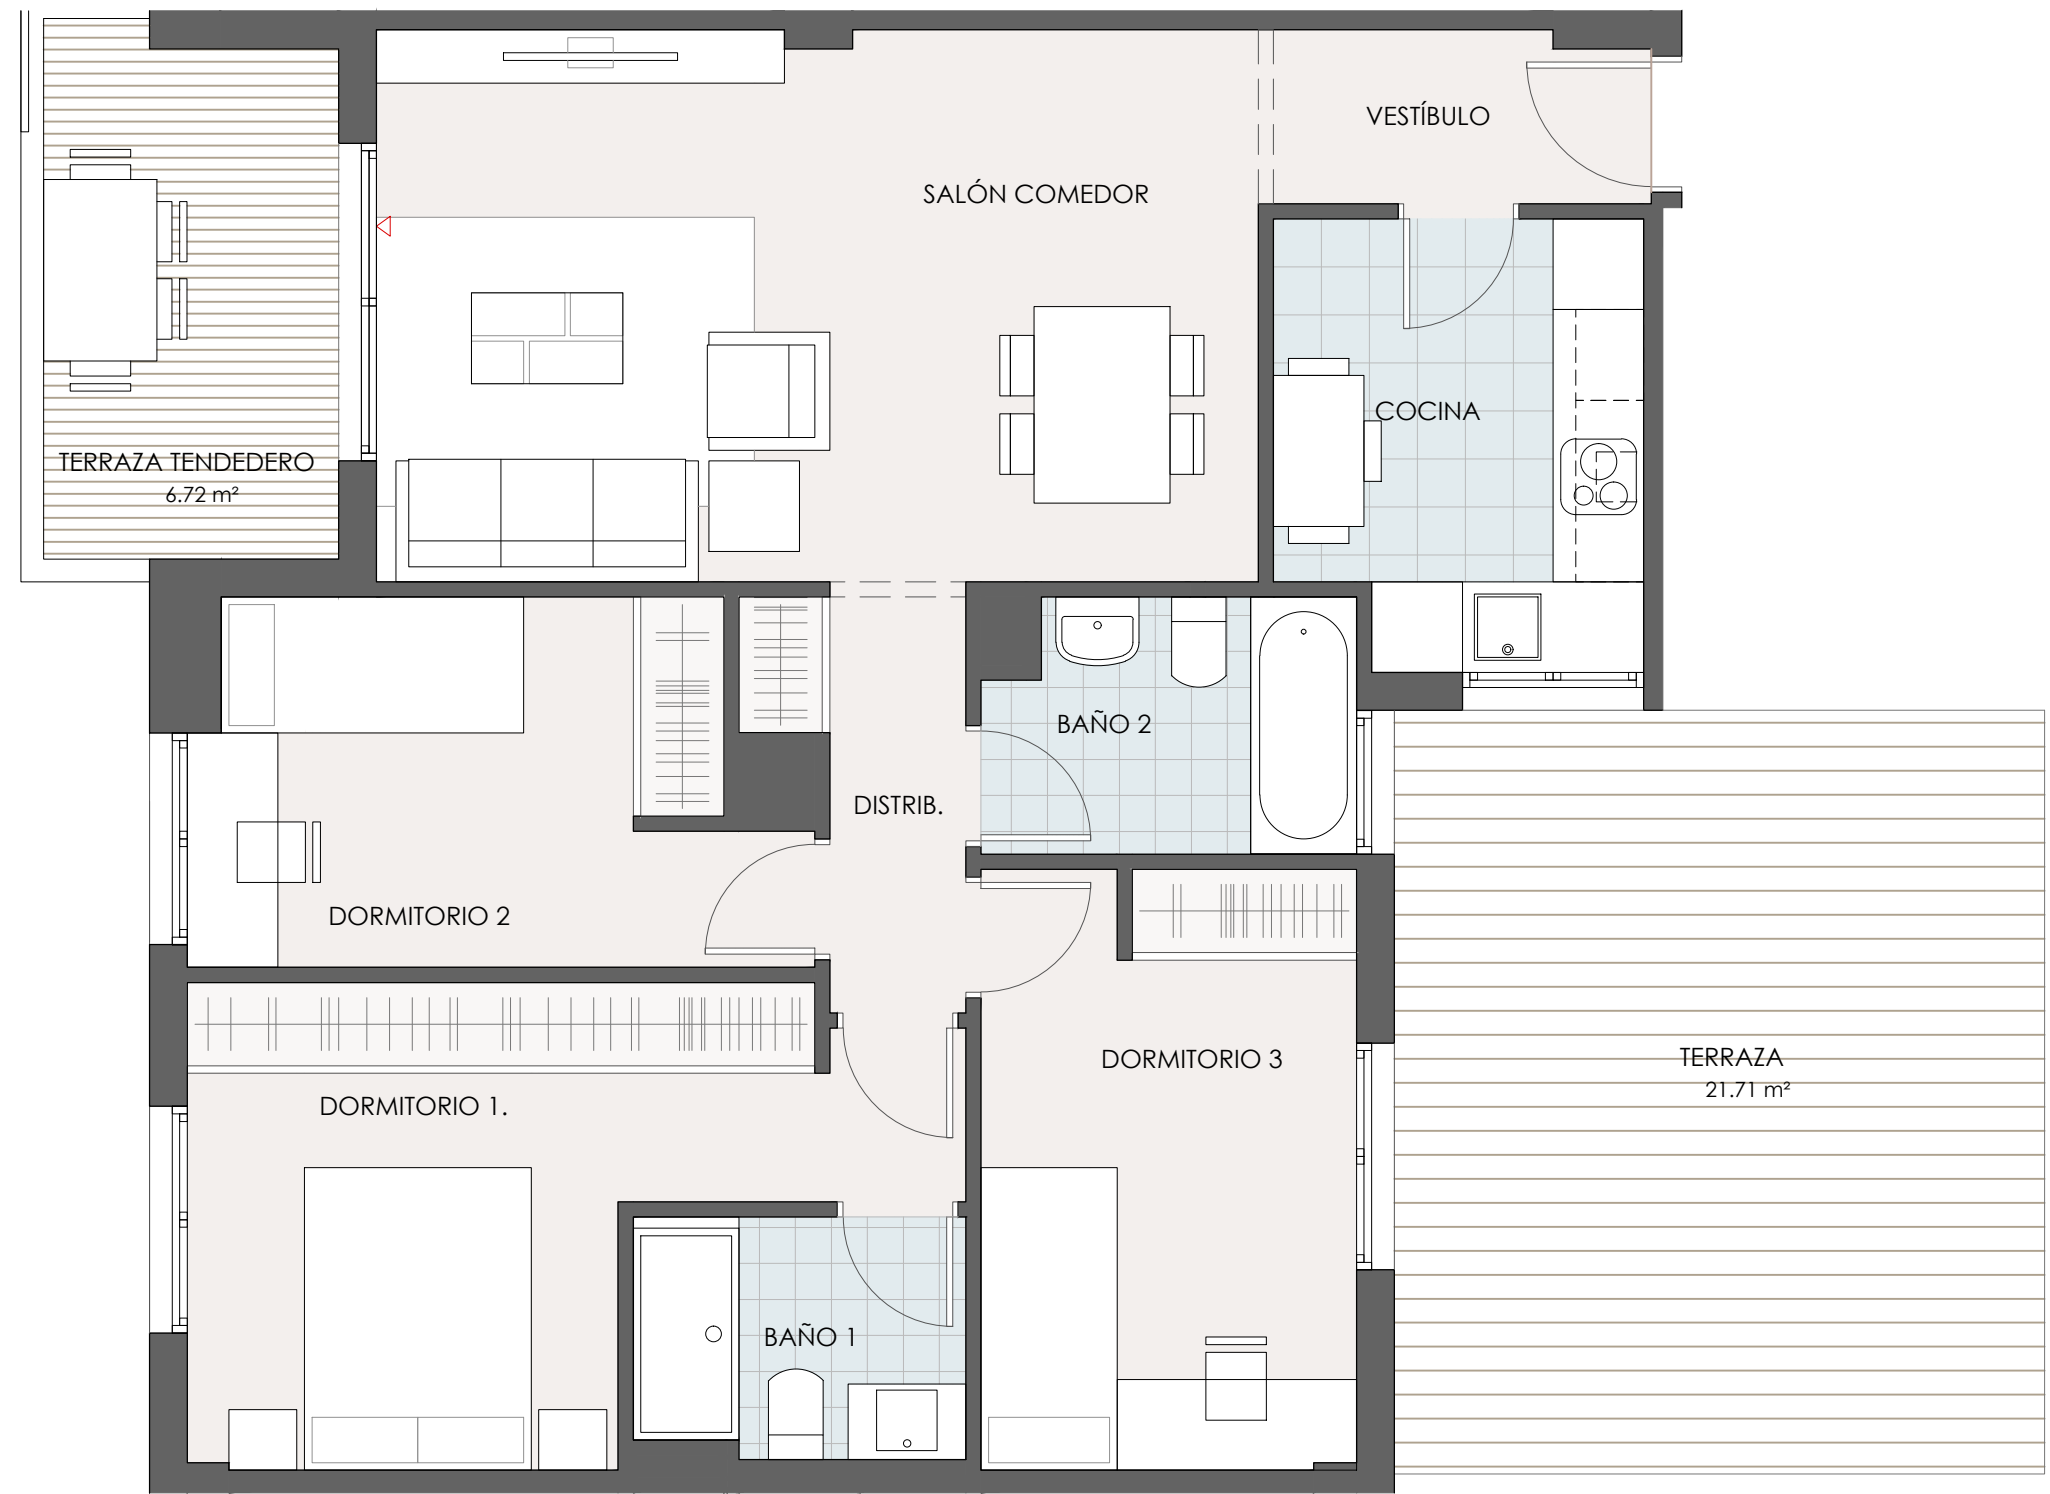 VESTÍBULO
SALÓN COMEDOR
COCINA
TERRAZA TENDEDERO
6.72 m²
BAÑO 2
DISTRIB.
DORMITORIO 2
DORMITORIO 3
TERRAZA
21.71 m²
DORMITORIO 1.
BAÑO 1